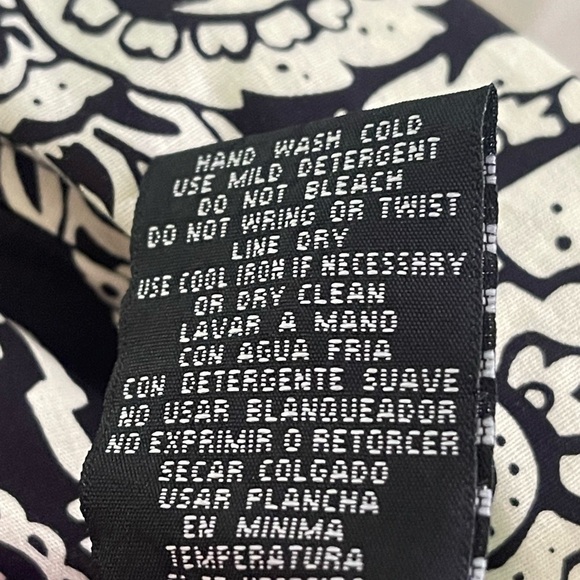 HAND WASH COLD
USE MILD DETERGENT
DO NOT BLEACH
DO NOT WRING OR TWIST
LINE DRY
USE COOL IRON IF NECESSARY
OR DRY CLEAN
LAVAR A MANO
CON AGUA FRIA
CON DETERGENTE SUAVE
NO USAR BLANQUEADOR
NO EXPRIMIR O RETORCER
SECAR COLGADO
USAR PLANCHA
EN MINIMA
TEMPERATURA